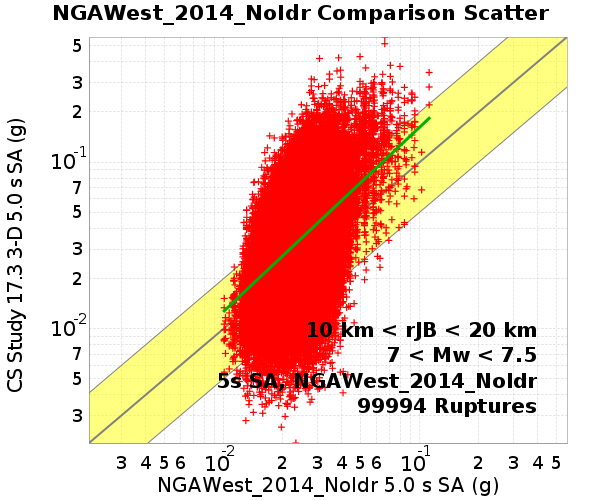 NGAWest_2014_NoIdr Comparison Scatter
CS Study 17.3 3-D 5.0 s SA (g)
5
3
2
10^-1
7
5
3
2
10^-2
7
5
3
10 km < rJB < 20 km
7 < Mw < 7.5
5s SA, NGAWest_2014_NoIdr
99994 Ruptures
3 4 5 6 10^-2 2 3 4 5 6 10^-1 2 3 4 5
NGAWest_2014_NoIdr 5.0 s SA (g)